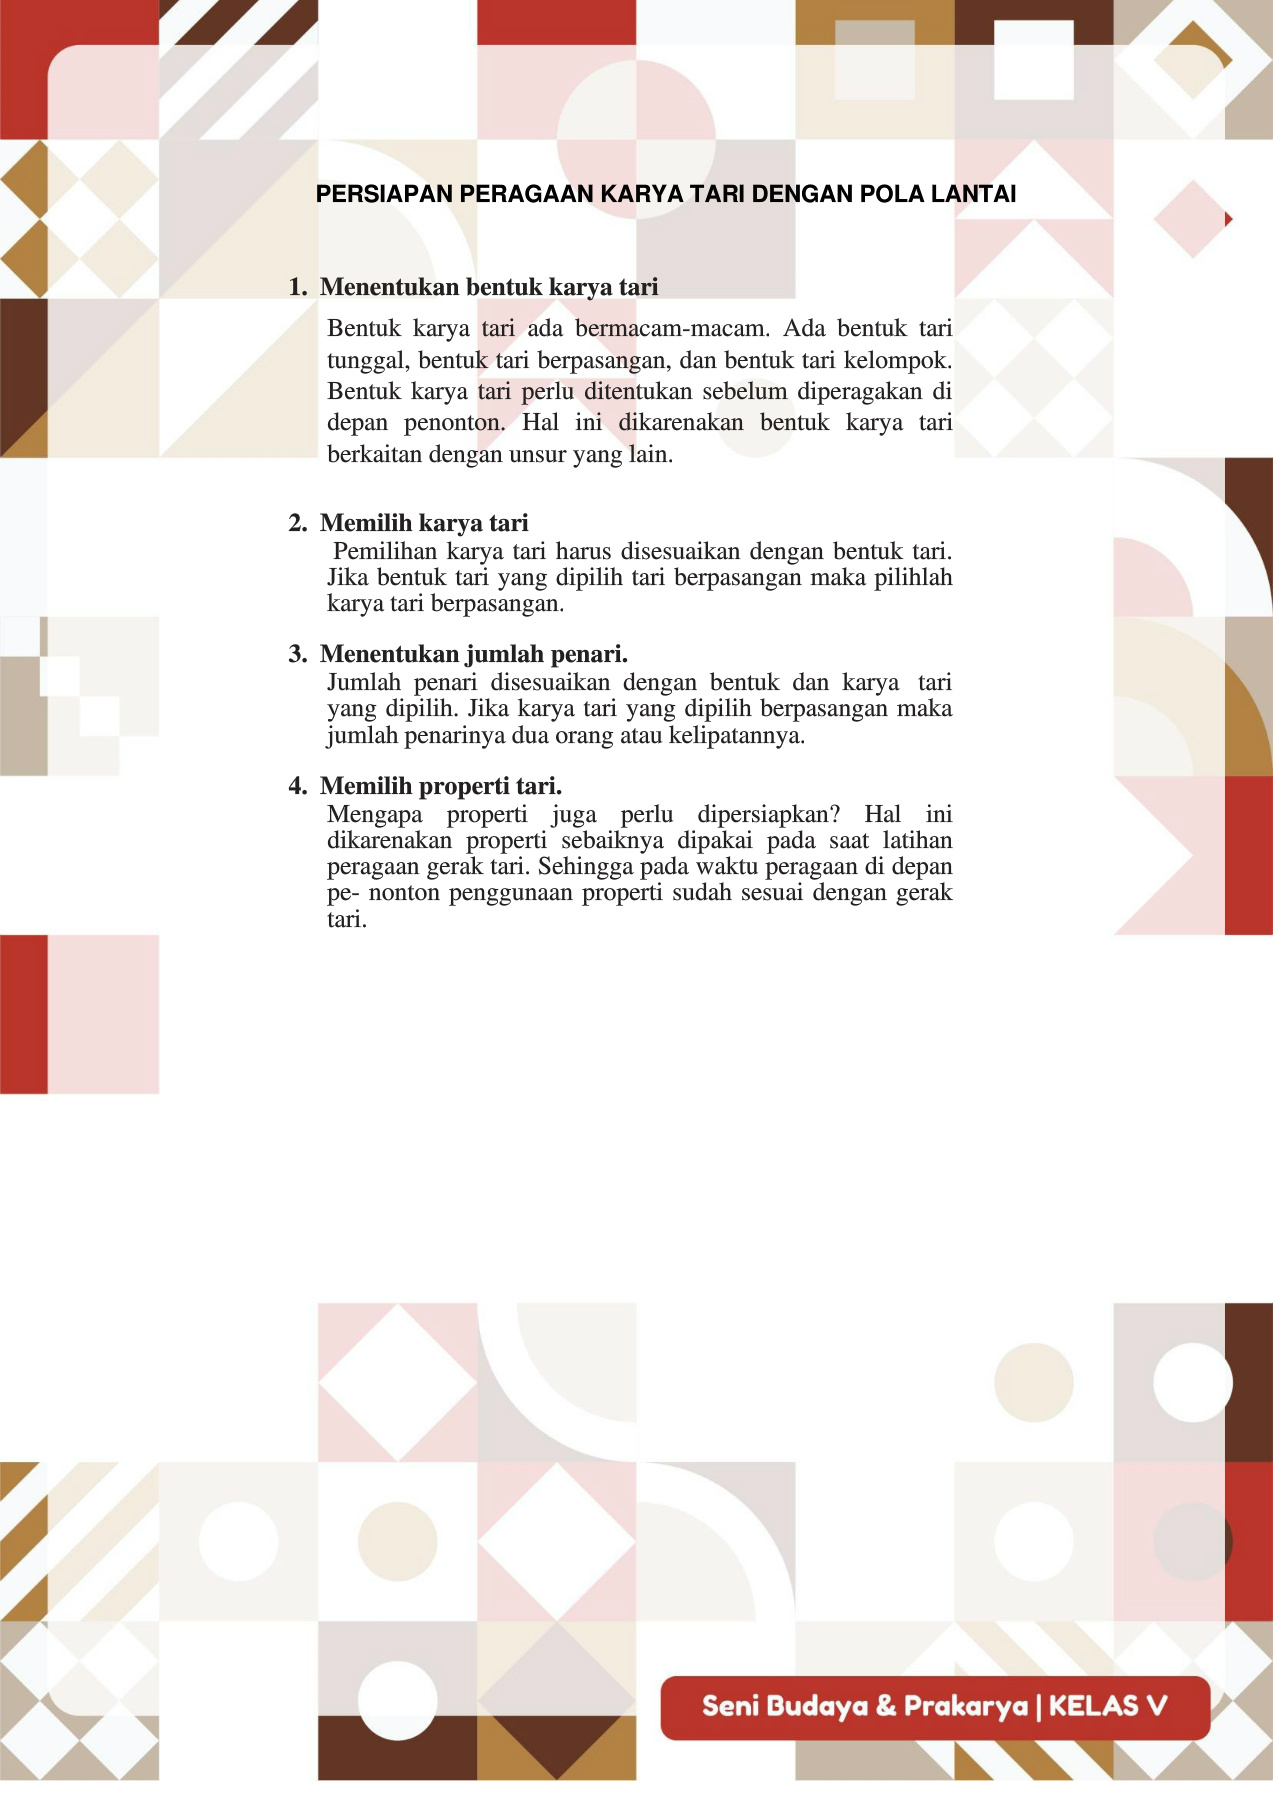 PERSIAPAN PERAGAAN KARYA TARI DENGAN POLA LANTAI
1. Menentukan bentuk karya tari
Bentuk karya tari ada bermacam-macam. Ada bentuk tari
tunggal, bentuk tari berpasangan, dan bentuk tari kelompok.
Bentuk karya tari perlu ditentukan sebelum diperagakan di
depan penonton. Hal ini dikarenakan bentuk karya tari
berkaitan dengan unsur yang lain.
2. Memilih karya tari
Pemilihan karya tari harus disesuaikan dengan bentuk tari.
Jika bentuk tari yang dipilih tari berpasangan maka pilihlah
karya tari berpasangan.
3. Menentukan jumlah penari.
Jumlah penari disesuaikan dengan bentuk dan karya tari
yang dipilih. Jika karya tari yang dipilih berpasangan maka
jumlah penarinya dua orang atau kelipatannya.
4. Memilih properti tari.
Mengapa properti juga perlu dipersiapkan? Hal ini
dikarenakan properti sebaiknya dipakai pada saat latihan
peragaan gerak tari. Sehingga pada waktu peragaan di depan
pe- nonton penggunaan properti sudah sesuai dengan gerak
tari.
Seni Budaya & Prakarya | KELAS V